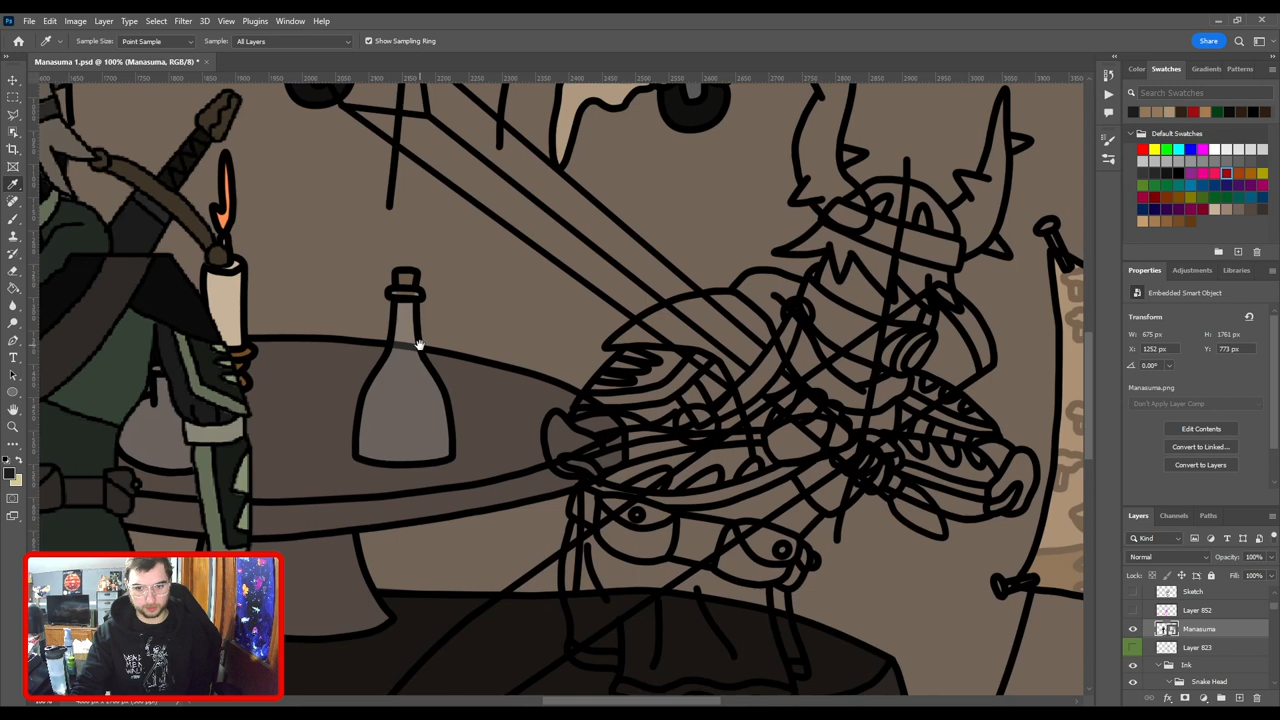 File Edit Image Layer Type Select Filter 3D View Plugins Window Help
Sample Size: Point Sample Sample: All Layers Show Sampling Ring Share
Manasuma 1.psd @ 100% (Manasuma, RGB/8) * ×
Color Swatches Gradients Patterns
Search Swatches
Default Swatches
Properties Adjustments Libraries
Embedded Smart Object
Transform
W: 675 px H: 1761 px
X: 1252 px Y: 773 px
0.00°
Manasuma.png
Don't Apply Layer Comp
Edit Contents
Convert to Linked...
Convert to Layers
Layers Channels Paths
Kind
Normal Opacity: 100%
Lock: Fill: 100%
Sketch
Layer 852
Manasuma
Layer 823
Ink
Snake Head